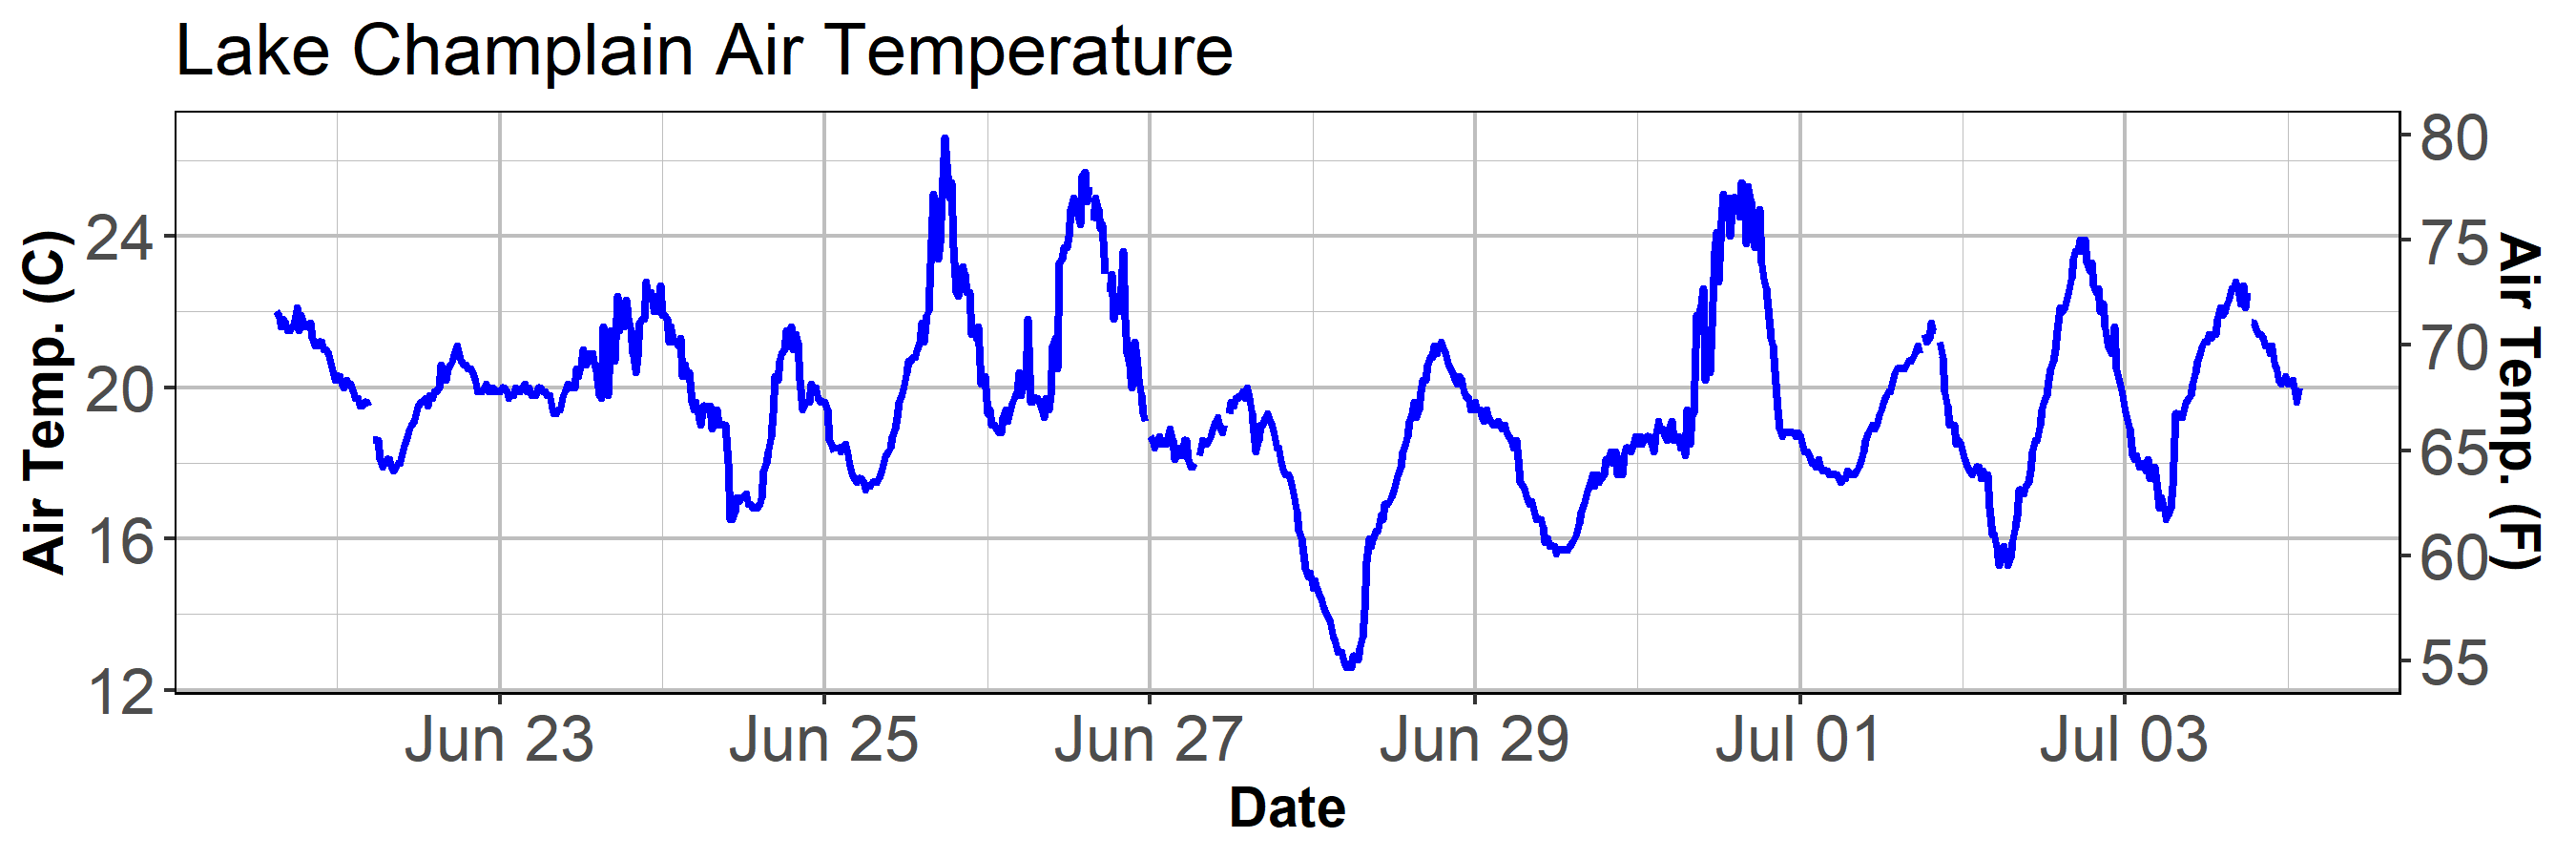 Lake Champlain Air Temperature
Air Temp. (C)
24
20
16
12
80
75
70
65
60
55
Air Temp. (F)
Jun 23 Jun 25 Jun 27 Jun 29 Jul 01 Jul 03
Date